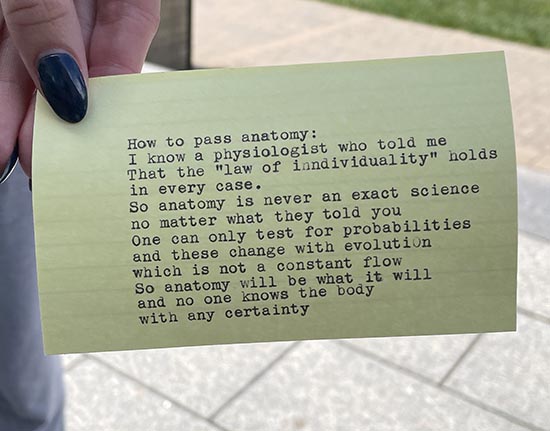 How to pass anatomy:
I know a physiologist who told me
That the "law of inndividuality" holds
in every case.
So anatomy is never an exact science
no matter what they told you
One can only test for probabilities
and these change with evolution
which is not a constant flow
So anatomy will be what it will
and no one knows the body
with any certainty